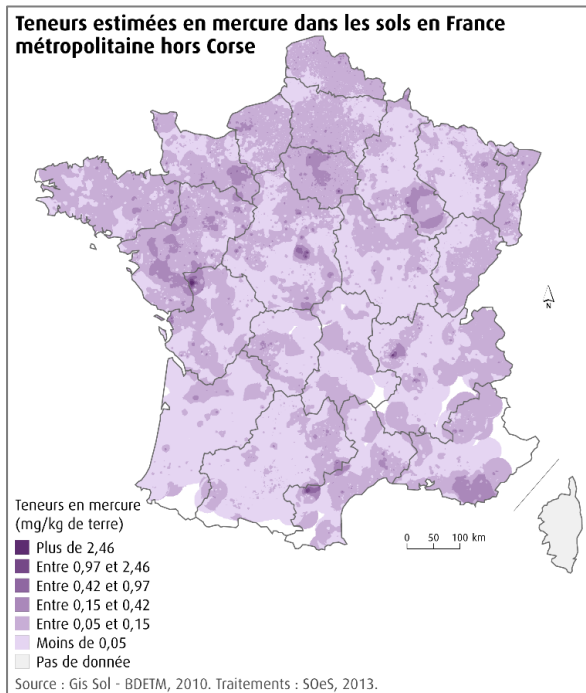 Teneurs estimées en mercure dans les sols en France
métropolitaine hors Corse
N
0 50 100 km
Teneurs en mercure
(mg/kg de terre)
Plus de 2,46
Entre 0,97 et 2,46
Entre 0,42 et 0,97
Entre 0,15 et 0,42
Entre 0,05 et 0,15
Moins de 0,05
Pas de donnée
Source : Gis Sol - BDETM, 2010. Traitements : SOeS, 2013.